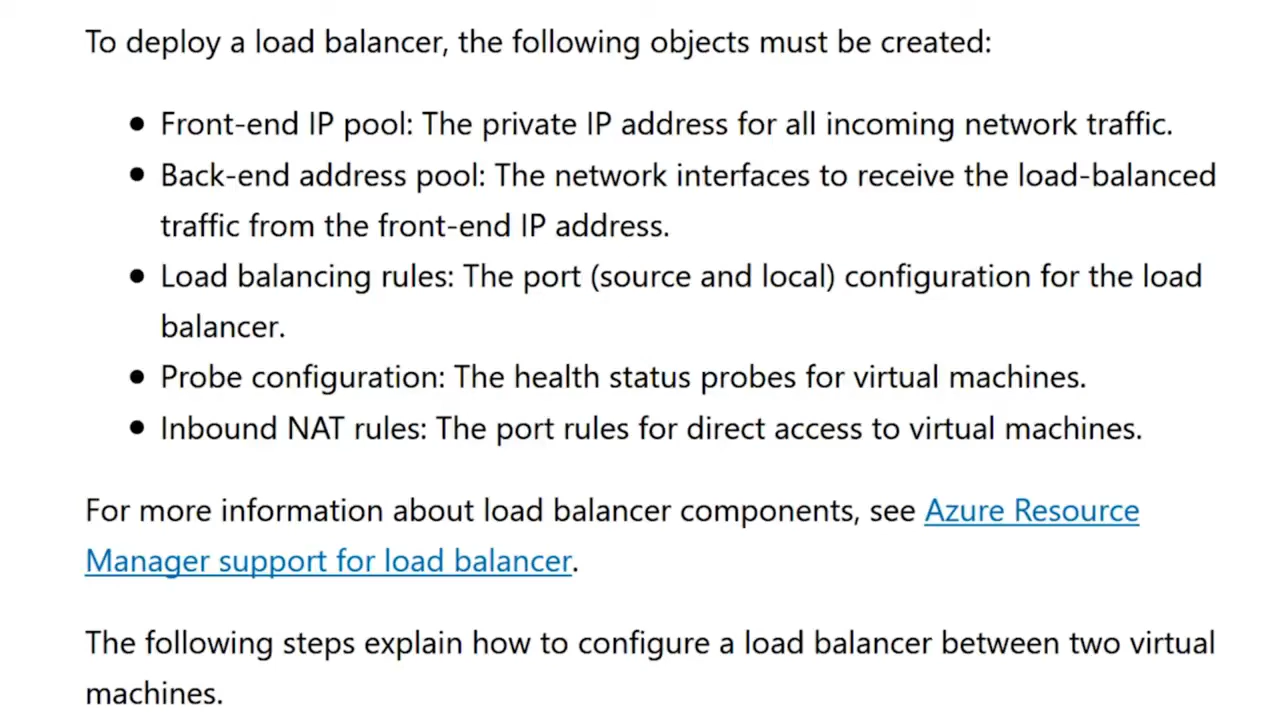 To deploy a load balancer, the following objects must be created:
● Front-end IP pool: The private IP address for all incoming network traffic.
● Back-end address pool: The network interfaces to receive the load-balanced
traffic from the front-end IP address.
● Load balancing rules: The port (source and local) configuration for the load
balancer.
● Probe configuration: The health status probes for virtual machines.
● Inbound NAT rules: The port rules for direct access to virtual machines.
For more information about load balancer components, see Azure Resource
Manager support for load balancer.
The following steps explain how to configure a load balancer between two virtual
machines.